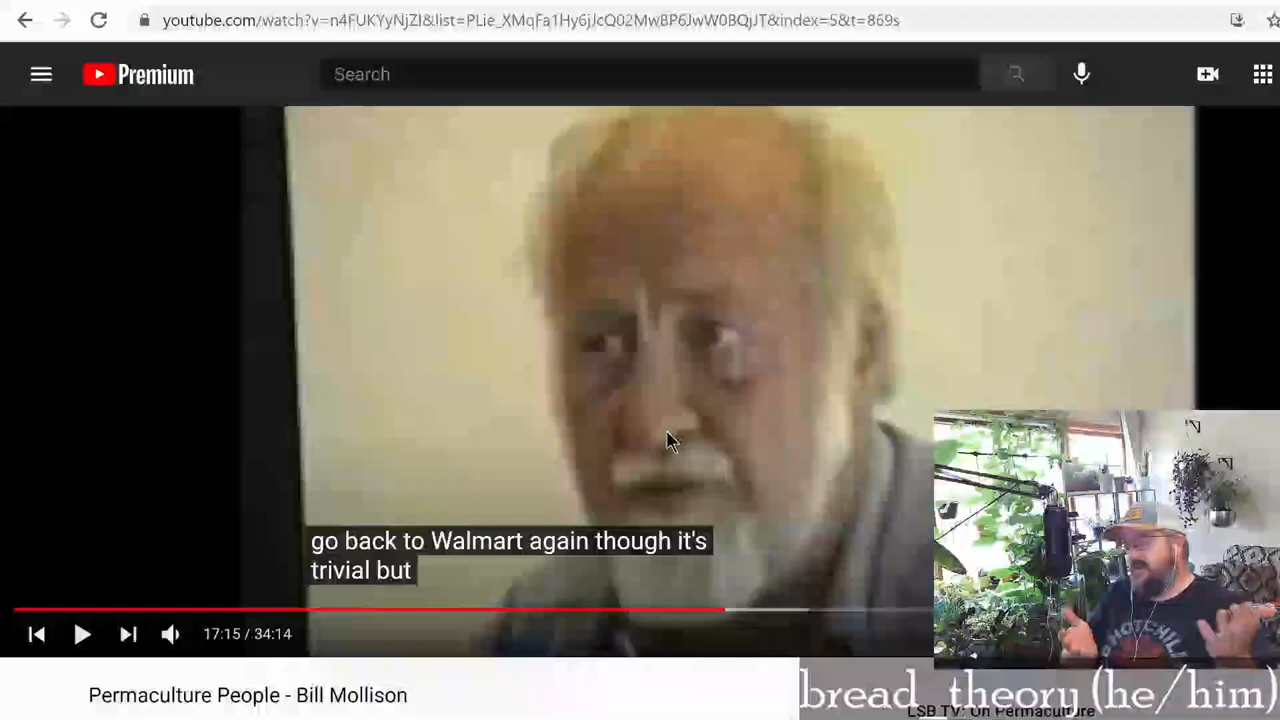 youtube.com/watch?v=n4FUKYyNjZI&list=PLie_XMqFa1Hy6jJcQ02MwBP6JwW0BQjJT&index=5&t=869s
Premium
Search
go back to Walmart again though it's
trivial but
17:15 / 34:14
Permaculture People - Bill Mollison
bread_theory (he/him)
LSB TV: On Permaculture